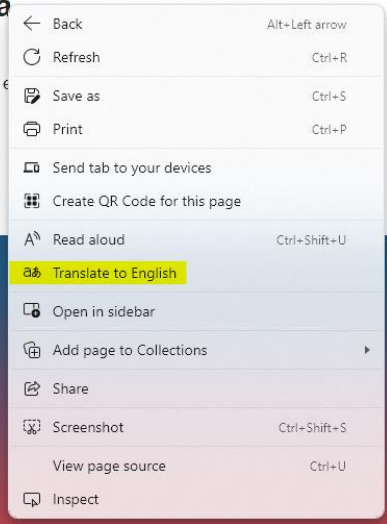 Back Alt+Left arrow
Refresh Ctrl+R
Save as Ctrl+S
Print Ctrl+P
Send tab to your devices
Create QR Code for this page
Read aloud Ctrl+Shift+U
aあ Translate to English
Open in sidebar
Add page to Collections
Share
Screenshot Ctrl+Shift+S
View page source Ctrl+U
Inspect